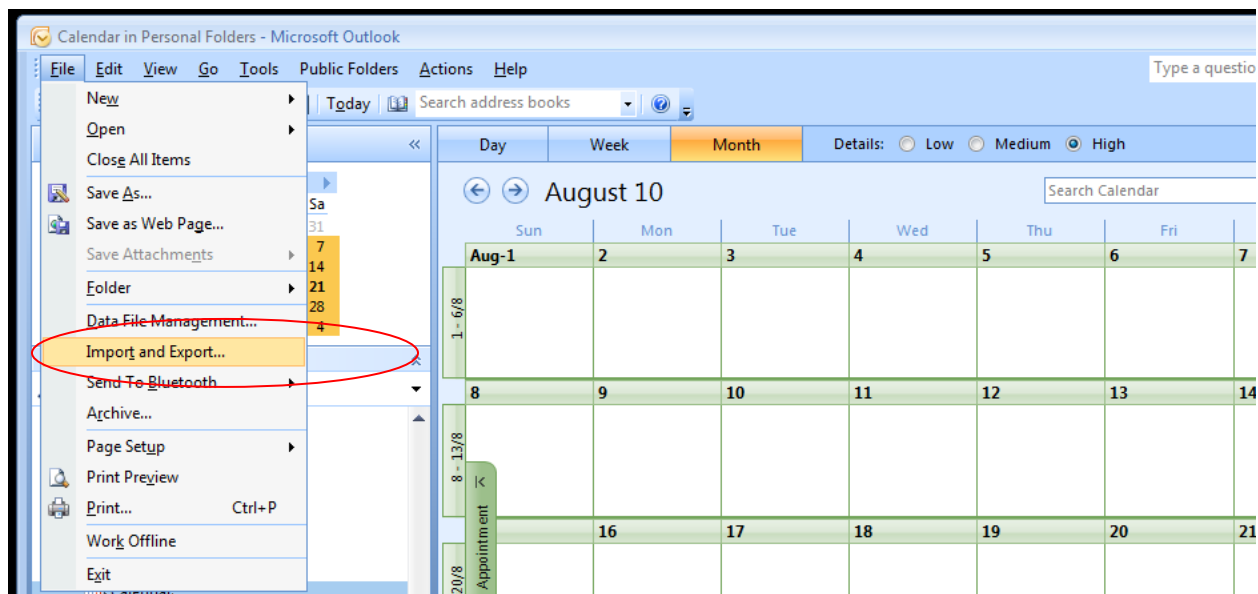 Calendar in Personal Folders - Microsoft Outlook
File Edit View Go Tools Public Folders Actions Help
Type a questio
New
Today Search address books
Open
Close All Items
Day Week Month Details: Low Medium High
Save As...
August 10
Search Calendar
Sa
Save as Web Page...
31
Sun Mon Tue Wed Thu Fri
Save Attachments
7
Aug-1 2 3 4 5 6 7
14
Folder
21
28
1 - 6/8
Data File Management...
4
Import and Export...
Send To Bluetooth
8 9 10 11 12 13 14
Archive...
Page Setup
8 - 13/8
Print Preview
Print... Ctrl+P
Appointment
16 17 18 19 20 21
Work Offline
Exit
20/8